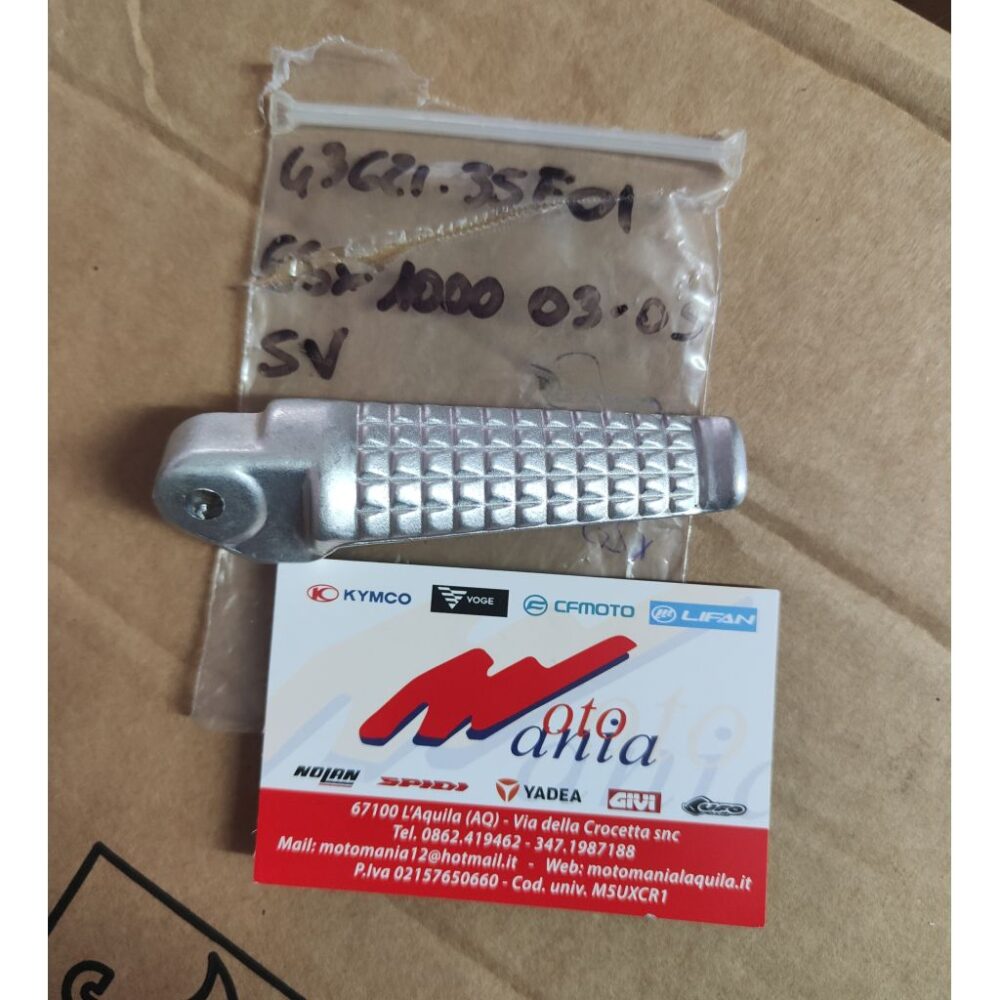 43621-35F01
GSX 1000 03-05
SV
KYMCO VOGE CFMOTO LIFAN
Moto
Mania
NOLAN SPIDI YADEA GIVI UFO
67100 L'Aquila (AQ) - Via della Crocetta snc
Tel. 0862.419462 - 347.1987188
Mail: motomania12@hotmail.it - Web: motomanialaquila.it
P.Iva 02157650660 - Cod. univ. M5UXCR1